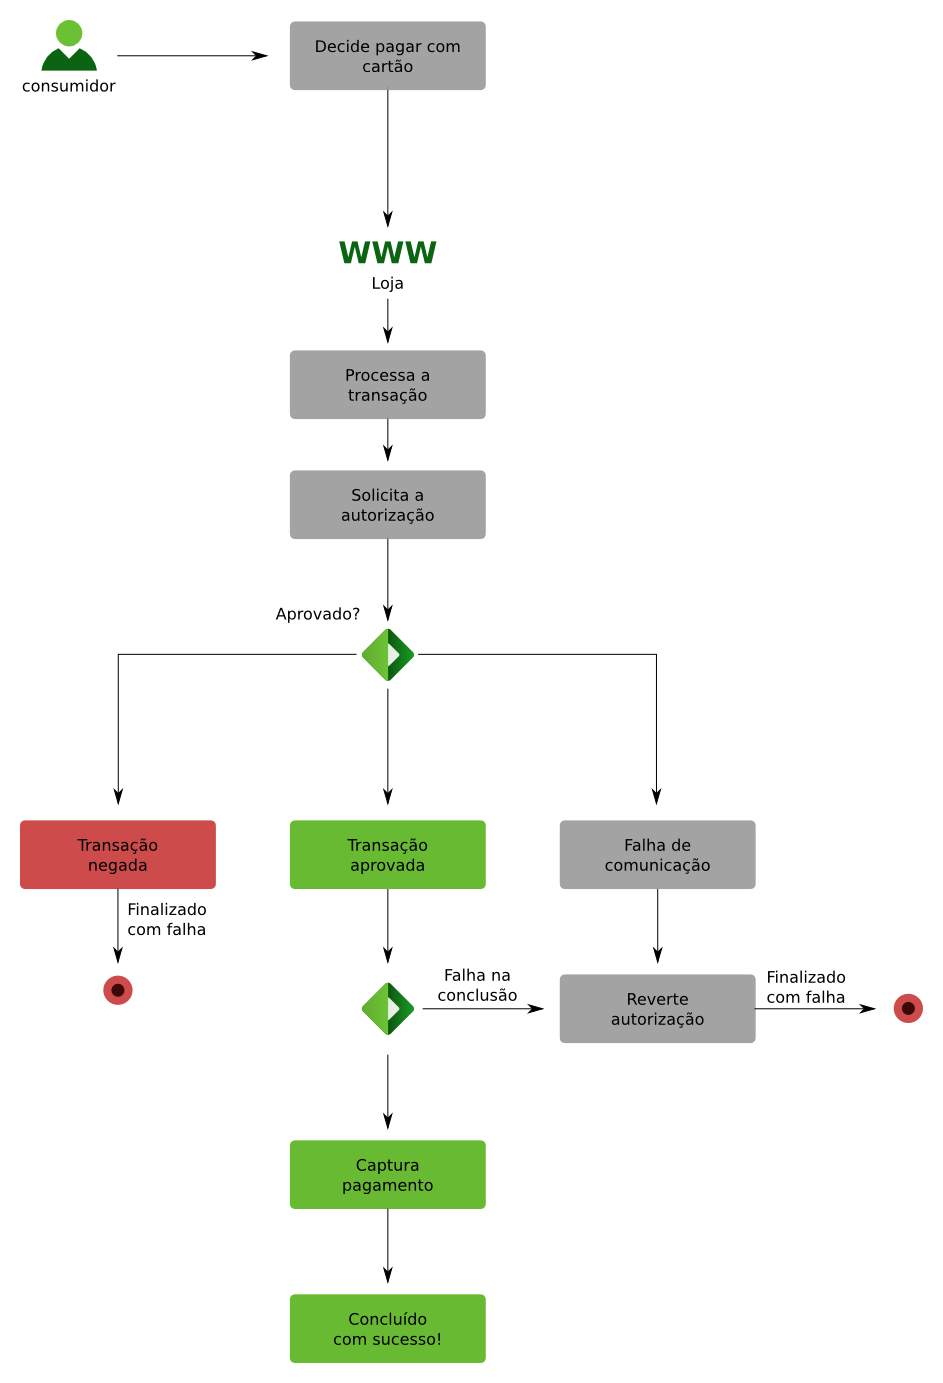 consumidor
Decide pagar com
cartão
WWW
Loja
Processa a
transação
Solicita a
autorização
Aprovado?
Transação
negada
Transação
aprovada
Falha de
comunicação
Finalizado
com falha
Falha na
conclusão
Reverte
autorização
Finalizado
com falha
Captura
pagamento
Concluído
com sucesso!